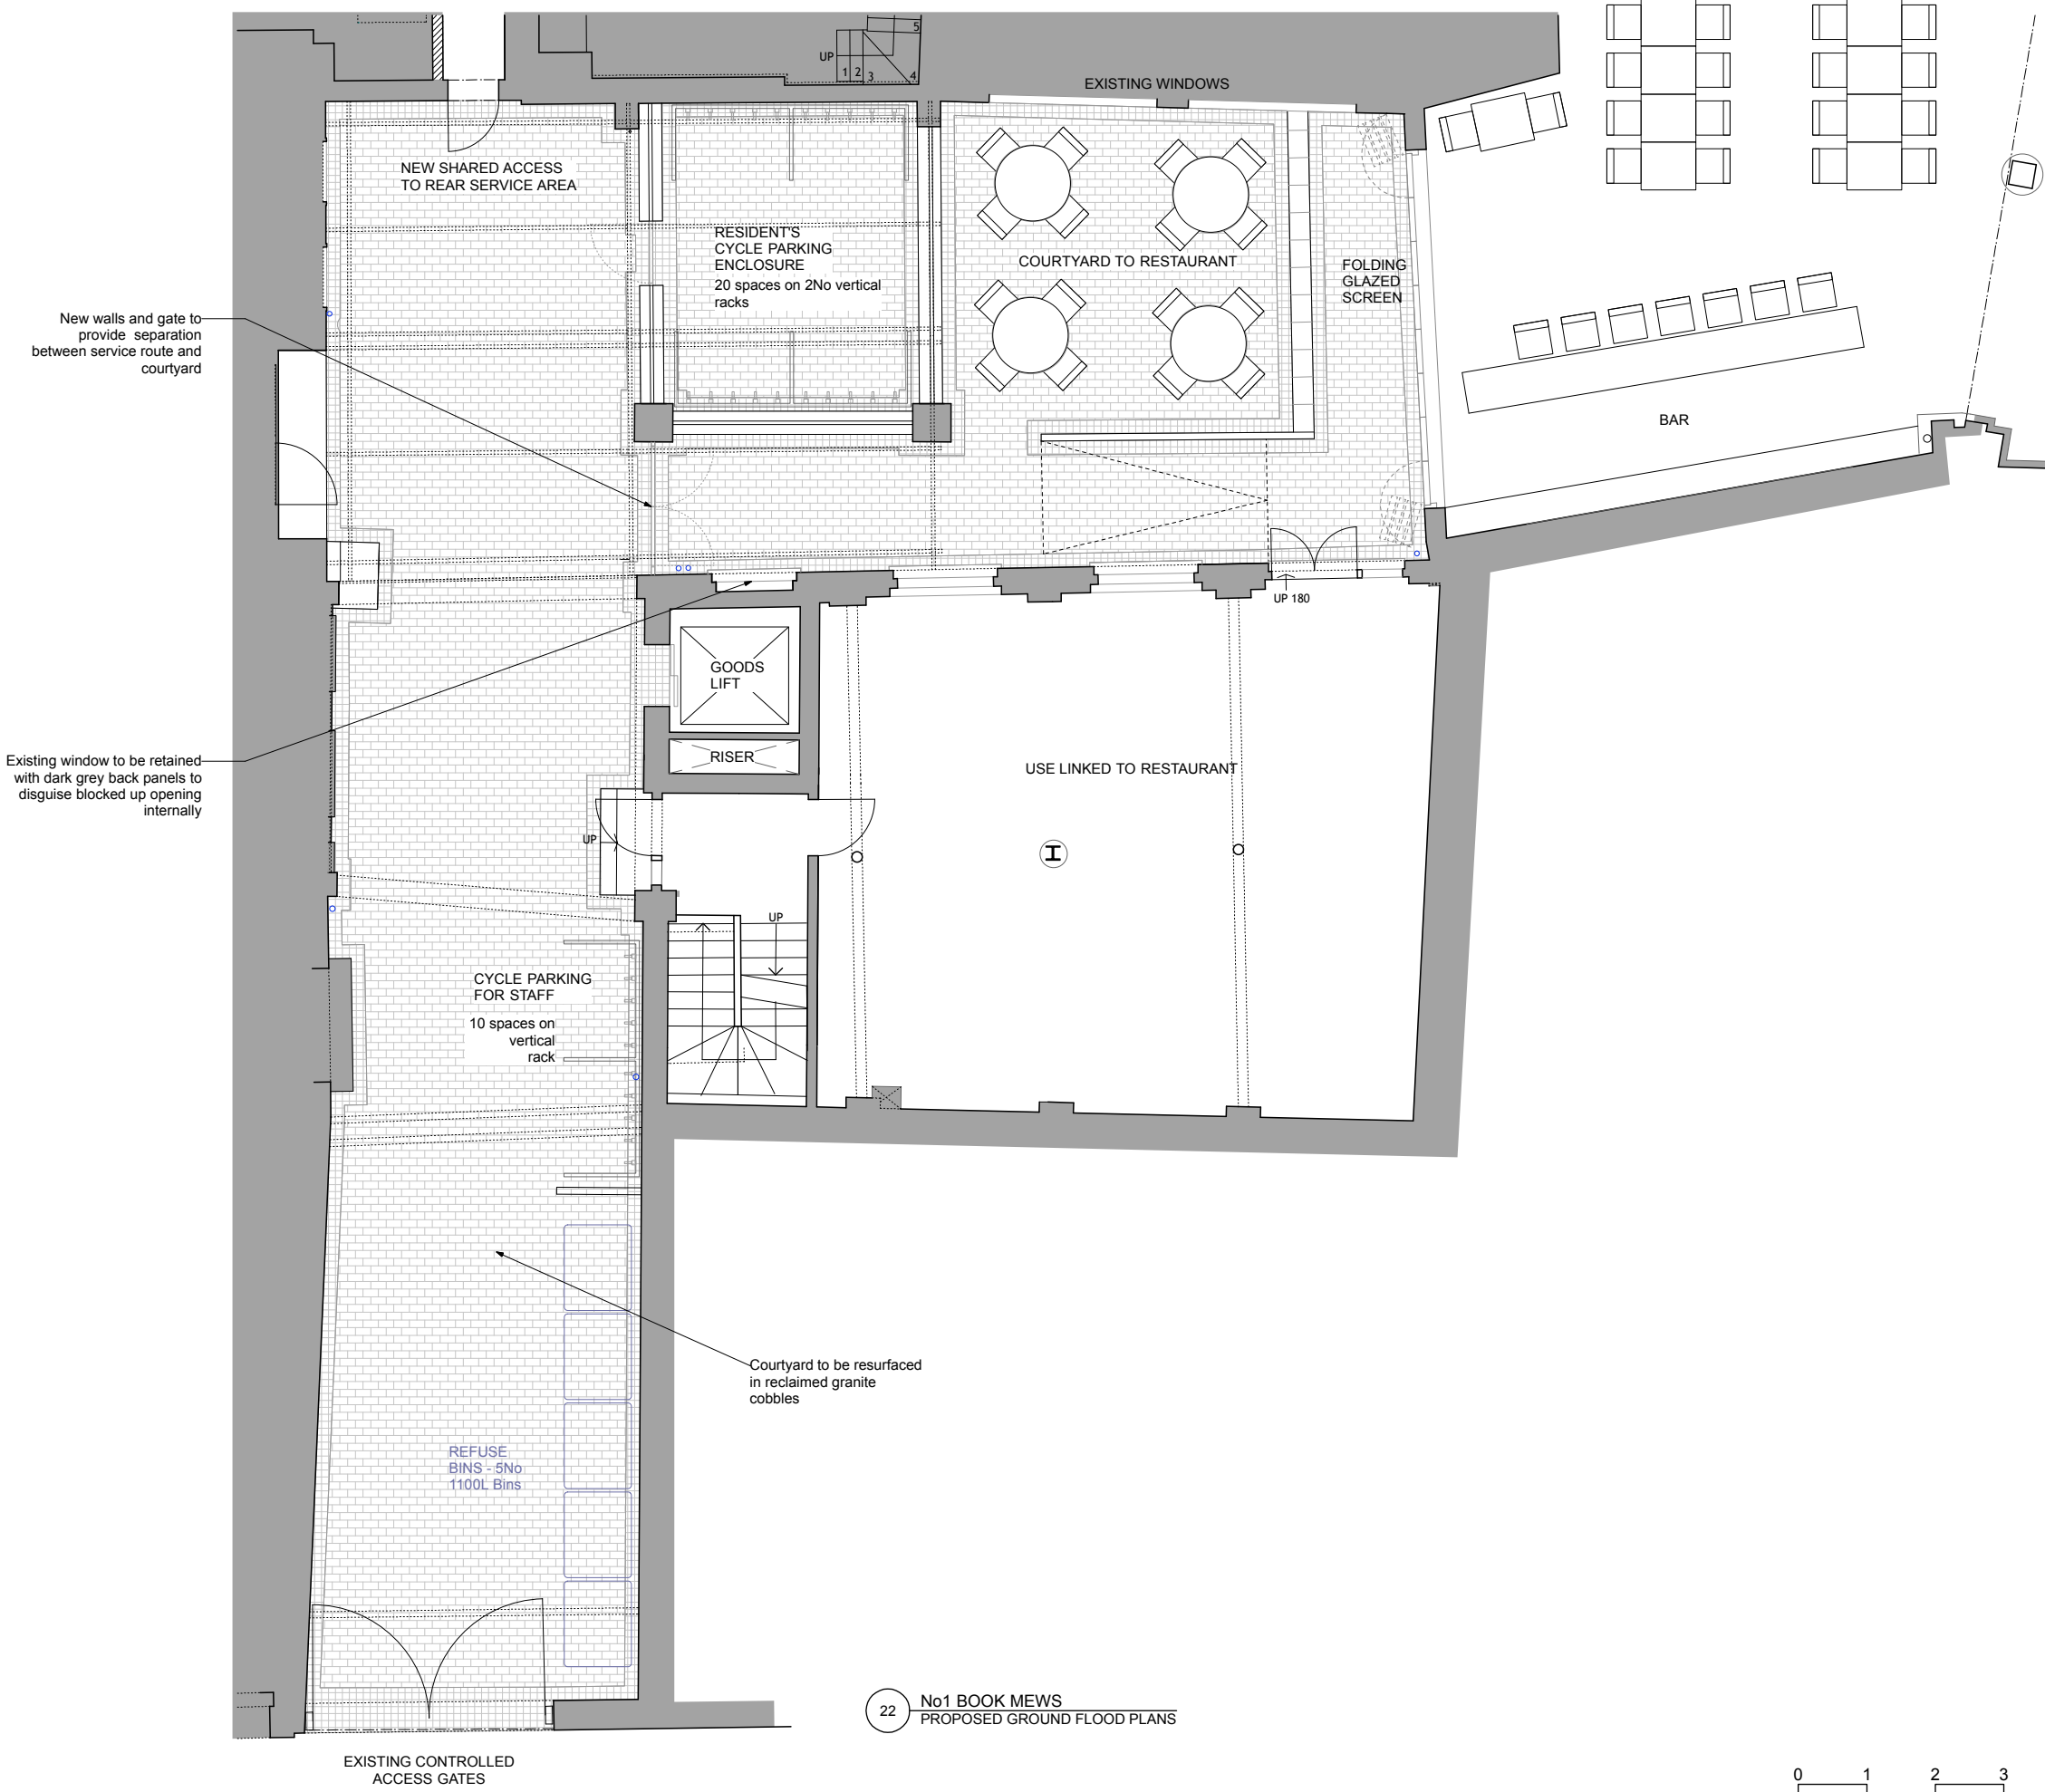 5
UP
1 2 3 4
EXISTING WINDOWS
NEW SHARED ACCESS
TO REAR SERVICE AREA
RESIDENT'S
CYCLE PARKING
ENCLOSURE
20 spaces on 2No vertical
racks
COURTYARD TO RESTAURANT
FOLDING
GLAZED
SCREEN
New walls and gate to
provide separation
between service route and
courtyard
BAR
UP 180
GOODS
LIFT
RISER
USE LINKED TO RESTAURANT
Existing window to be retained
with dark grey back panels to
disguise blocked up opening
internally
UP
I
UP
CYCLE PARKING
FOR STAFF
10 spaces on
vertical
rack
Courtyard to be resurfaced
in reclaimed granite
cobbles
REFUSE
BINS - 5No
1100L Bins
22
No1 BOOK MEWS
PROPOSED GROUND FLOOD PLANS
EXISTING CONTROLLED
ACCESS GATES
0 1 2 3